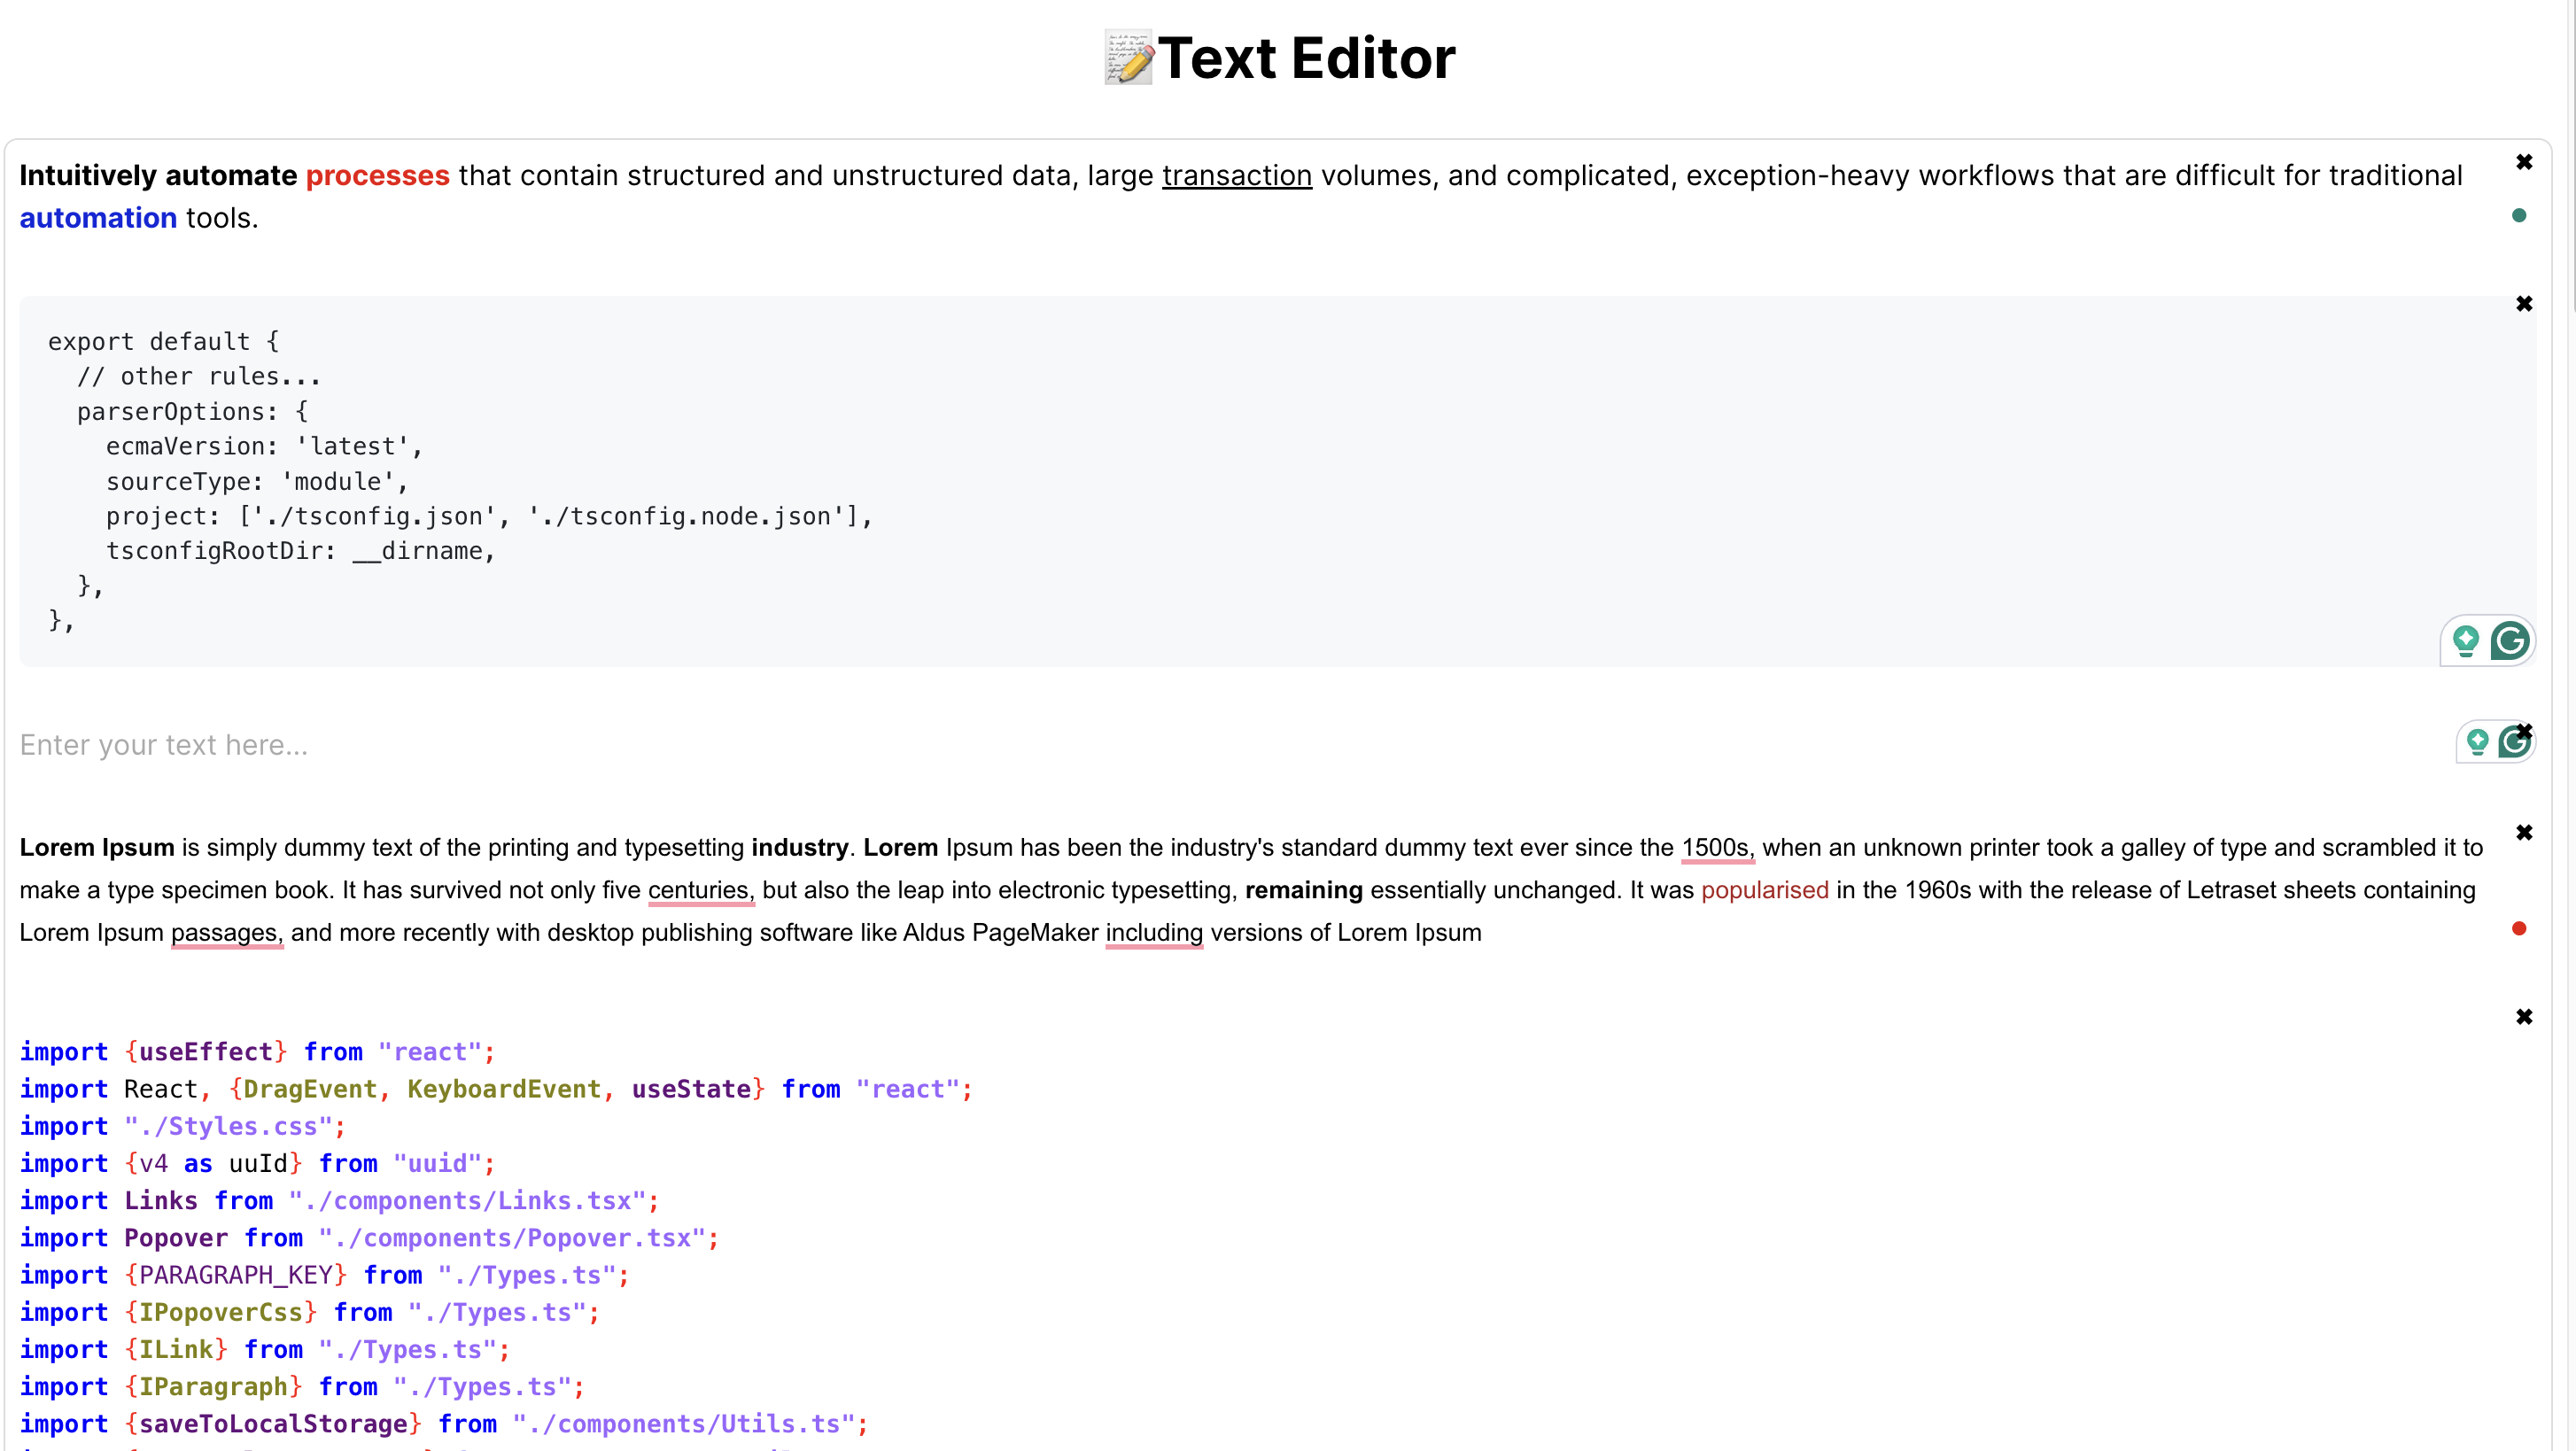 Text Editor
Intuitively automate processes that contain structured and unstructured data, large transaction volumes, and complicated, exception-heavy workflows that are difficult for traditional
automation tools.
export default {
  // other rules...
  parserOptions: {
    ecmaVersion: 'latest',
    sourceType: 'module',
    project: ['./tsconfig.json', './tsconfig.node.json'],
    tsconfigRootDir: __dirname,
  },
},
Enter your text here...
Lorem Ipsum is simply dummy text of the printing and typesetting industry. Lorem Ipsum has been the industry's standard dummy text ever since the 1500s, when an unknown printer took a galley of type and scrambled it to
make a type specimen book. It has survived not only five centuries, but also the leap into electronic typesetting, remaining essentially unchanged. It was popularised in the 1960s with the release of Letraset sheets containing
Lorem Ipsum passages, and more recently with desktop publishing software like Aldus PageMaker including versions of Lorem Ipsum
import {useEffect} from "react";
import React, {DragEvent, KeyboardEvent, useState} from "react";
import "./Styles.css";
import {v4 as uuId} from "uuid";
import Links from "./components/Links.tsx";
import Popover from "./components/Popover.tsx";
import {PARAGRAPH_KEY} from "./Types.ts";
import {IPopoverCss} from "./Types.ts";
import {ILink} from "./Types.ts";
import {IParagraph} from "./Types.ts";
import {saveToLocalStorage} from "./components/Utils.ts";